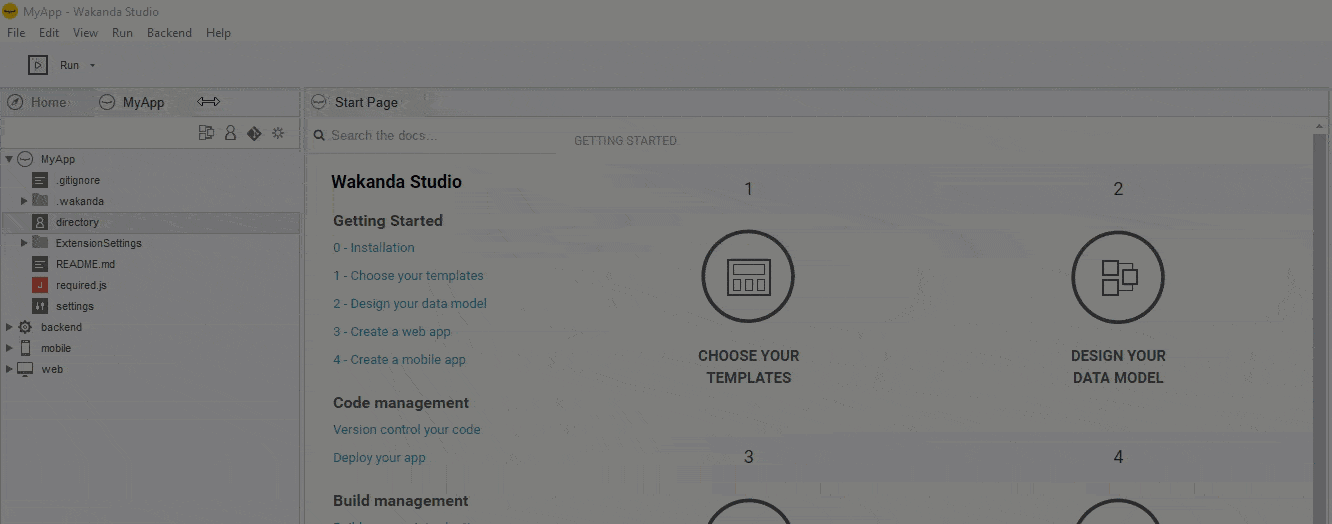 MyApp - Wakanda Studio
File Edit View Run Backend Help
Run
Home MyApp
Start Page
Search the docs...
GETTING STARTED
MyApp
.gitignore
.wakanda
directory
ExtensionSettings
README.md
required.js
settings
backend
mobile
web
Wakanda Studio
Getting Started
0 - Installation
1 - Choose your templates
2 - Design your data model
3 - Create a web app
4 - Create a mobile app
Code management
Version control your code
Deploy your app
Build management
1
CHOOSE YOUR
TEMPLATES
2
DESIGN YOUR
DATA MODEL
3
4